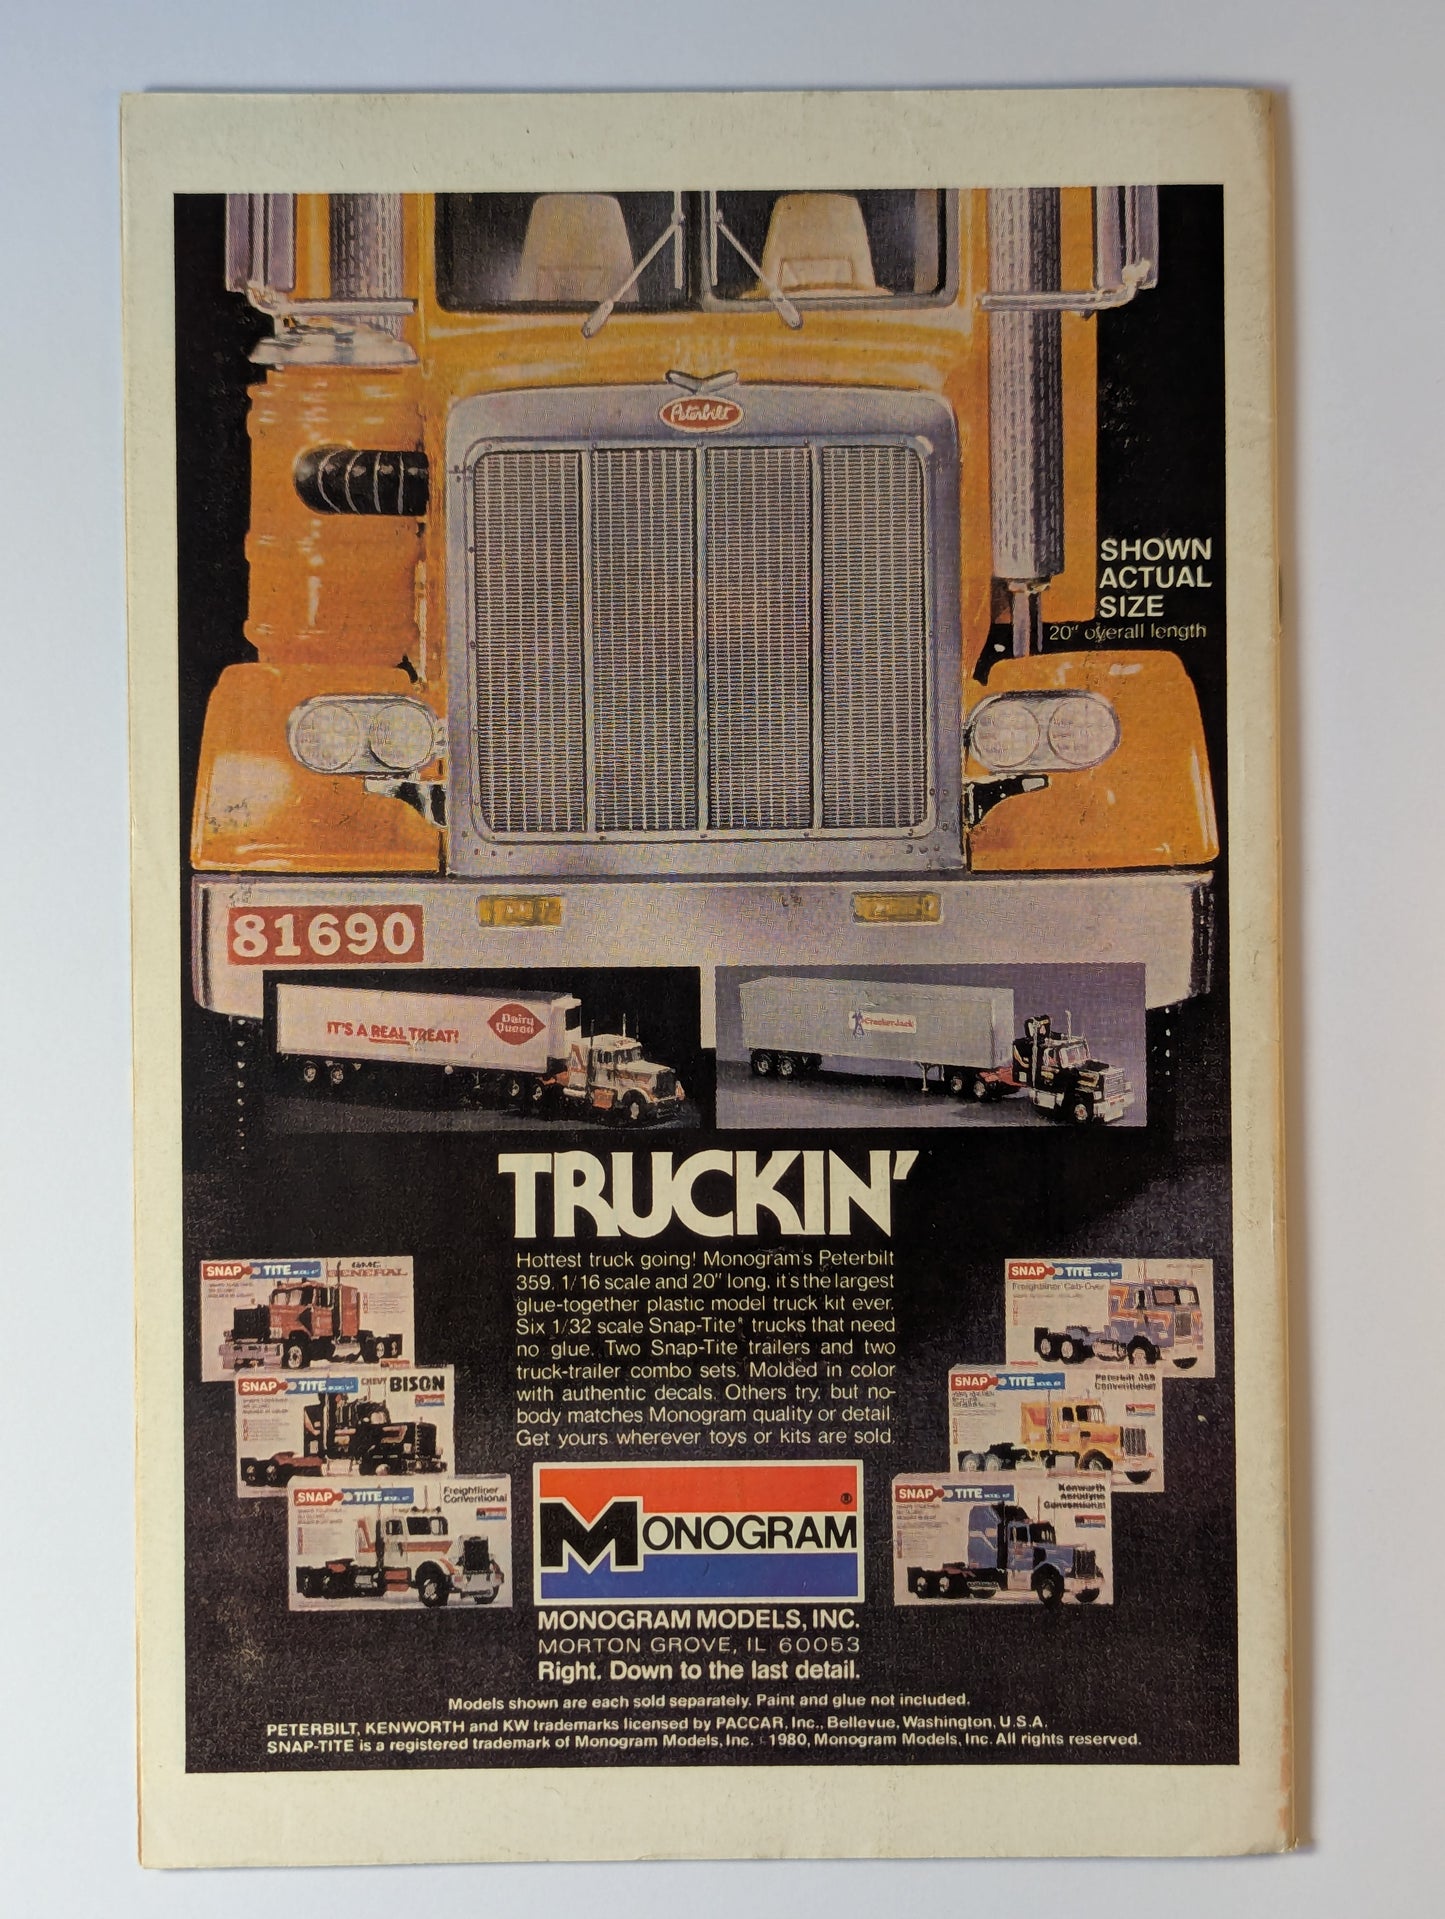 Peterbilt
SHOWN
ACTUAL
SIZE
20" overall length
81690
IT'S A REAL TREAT!
Dairy
Queen
Cracker Jack
TRUCKIN'
Hottest truck going! Monogram's Peterbilt
359. 1/16 scale and 20" long, it's the largest
glue-together plastic model truck kit ever.
Six 1/32 scale Snap-Tite® trucks that need
no glue. Two Snap-Tite trailers and two
truck-trailer combo sets. Molded in color
with authentic decals. Others try, but no-
body matches Monogram quality or detail.
Get yours wherever toys or kits are sold.
SNAP TITE
GMC
GENERAL
SNAP TITE
CHEVY BISON
SNAP TITE
Freightliner
Conventional
SNAP TITE
Freightliner Cab-Over
SNAP TITE
Peterbilt 359
Conventional
SNAP TITE
Kenworth
Aerodyne
Conventional
MONOGRAM ®
MONOGRAM MODELS, INC.
MORTON GROVE, IL 60053
Right. Down to the last detail.
Models shown are each sold separately. Paint and glue not included.
PETERBILT, KENWORTH and KW trademarks licensed by PACCAR, Inc., Bellevue, Washington, U.S.A.
SNAP-TITE is a registered trademark of Monogram Models, Inc. 1980, Monogram Models, Inc. All rights reserved.